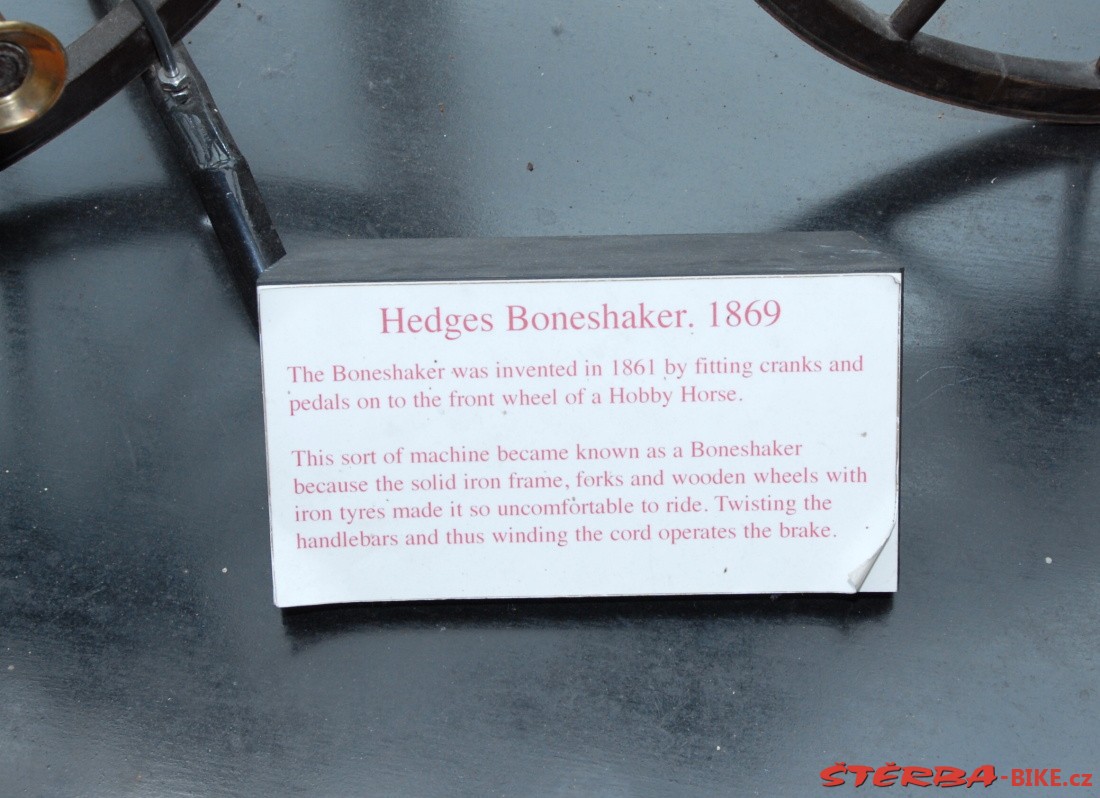 Hedges Boneshaker. 1869
The Boneshaker was invented in 1861 by fitting cranks and
pedals on to the front wheel of a Hobby Horse.
This sort of machine became known as a Boneshaker
because the solid iron frame, forks and wooden wheels with
iron tyres made it so uncomfortable to ride. Twisting the
handlebars and thus winding the cord operates the brake.
ŠTĒRBA-BIKE.cz